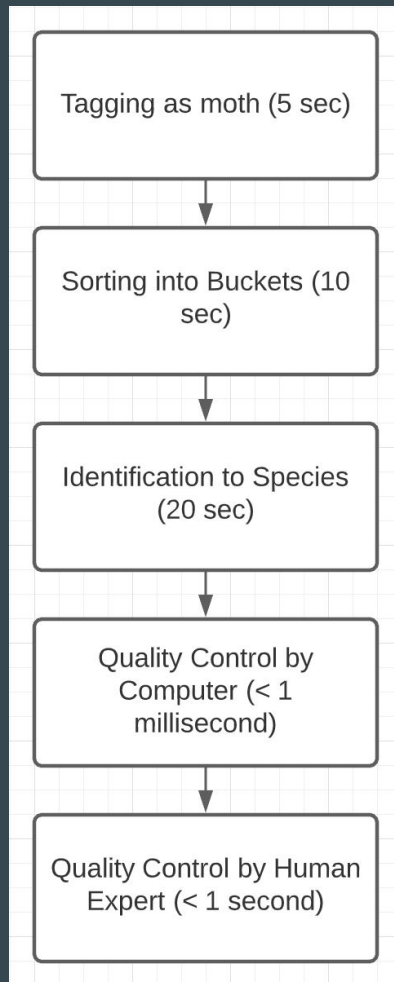 Tagging as moth (5 sec)
Sorting into Buckets (10
sec)
Identification to Species
(20 sec)
Quality Control by
Computer (< 1
millisecond)
Quality Control by Human
Expert (< 1 second)